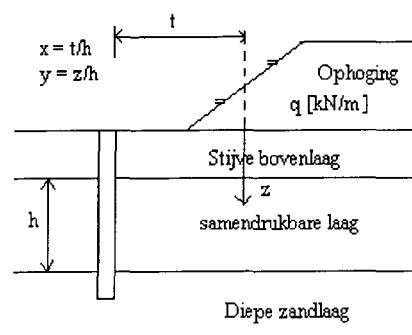 t
x = t/h
y = z/h
Ophoging
q [kN/m]
Stijve bovenlaag
z
h
samendrukbare laag
Diepe zandlaag